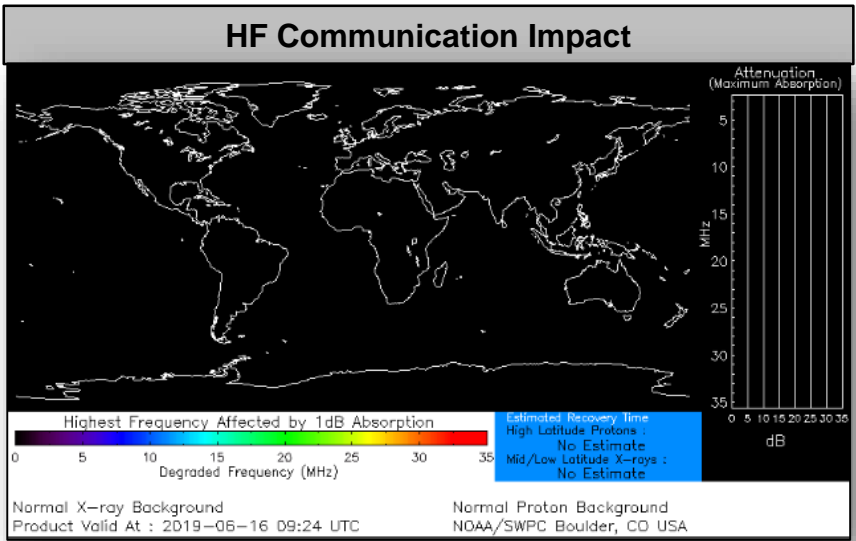 HF Communication Impact
Attenuation
(Maximum Absorption)
5
10
15
20
25
30
35
MHz
0 5 10 15 20 25 30 35
dB
Highest Frequency Affected by 1dB Absorption
0 5 10 15 20 25 30 35
Degraded Frequency (MHz)
Estimated Recovery Time
High Latitude Protons :
No Estimate
Mid/Low Latitude X-rays :
No Estimate
Normal X-ray Background
Product Valid At : 2019-06-16 09:24 UTC
Normal Proton Background
NOAA/SWPC Boulder, CO USA